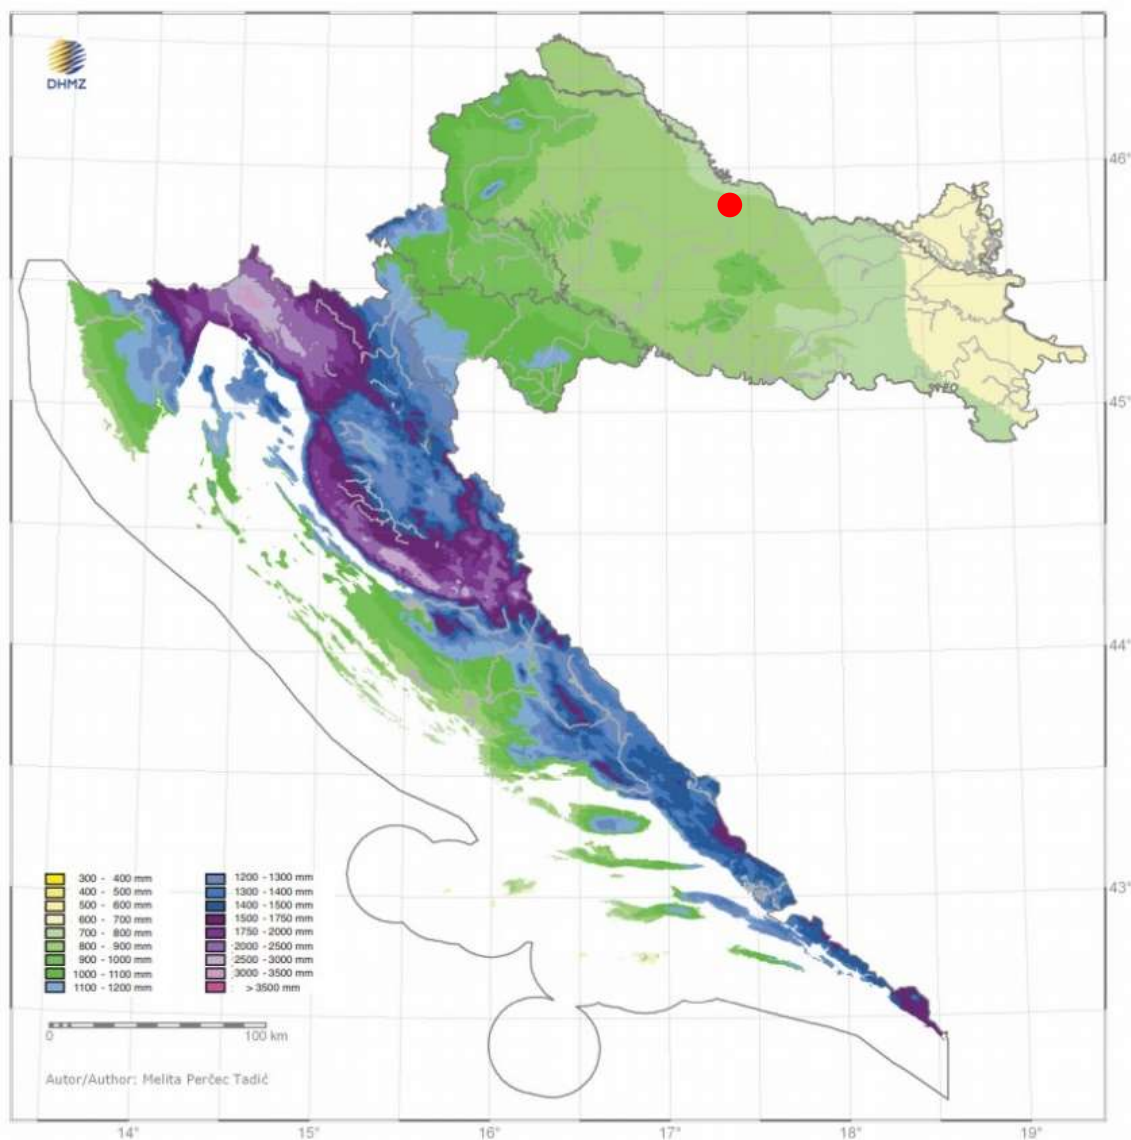 DHMZ
46°
45°
44°
43°
300 - 400 mm
400 - 500 mm
500 - 600 mm
600 - 700 mm
700 - 800 mm
800 - 900 mm
900 - 1000 mm
1000 - 1100 mm
1100 - 1200 mm
1200 - 1300 mm
1300 - 1400 mm
1400 - 1500 mm
1500 - 1750 mm
1750 - 2000 mm
2000 - 2500 mm
2500 - 3000 mm
3000 - 3500 mm
> 3500 mm
0 100 km
Autor/Author: Melita Perčec Tadić
14° 15° 16° 17° 18° 19°